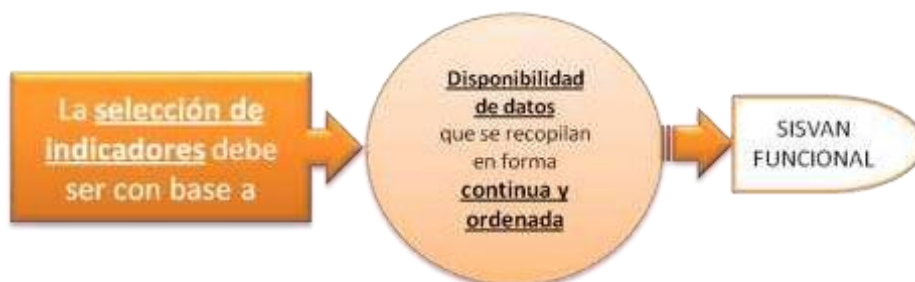 La selección de
indicadores debe
ser con base a
Disponibilidad
de datos
que se recopilan
en forma
continua y
ordenada
SISVAN
FUNCIONAL